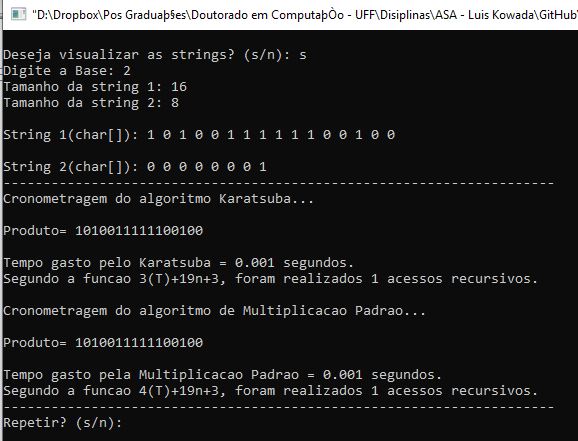 "D:\Dropbox\Pos Graduaþ§es\Doutorado em ComputaþÒo - UFF\Disiplinas\ASA - Luis Kowada\GitHub\
Deseja visualizar as strings? (s/n): s
Digite a Base: 2
Tamanho da string 1: 16
Tamanho da string 2: 8
String 1(char[]): 1 0 1 0 0 1 1 1 1 1 1 0 0 1 0 0
String 2(char[]): 0 0 0 0 0 0 0 1
---------------------------------------------------------------------
Cronometragem do algoritmo Karatsuba...
Produto= 1010011111100100
Tempo gasto pelo Karatsuba = 0.001 segundos.
Segundo a funcao 3(T)+19n+3, foram realizados 1 acessos recursivos.
Cronometragem do algoritmo de Multiplicacao Padrao...
Produto= 1010011111100100
Tempo gasto pela Multiplicacao Padrao = 0.001 segundos.
Segundo a funcao 4(T)+19n+3, foram realizados 1 acessos recursivos.
---------------------------------------------------------------------
Repetir? (s/n):